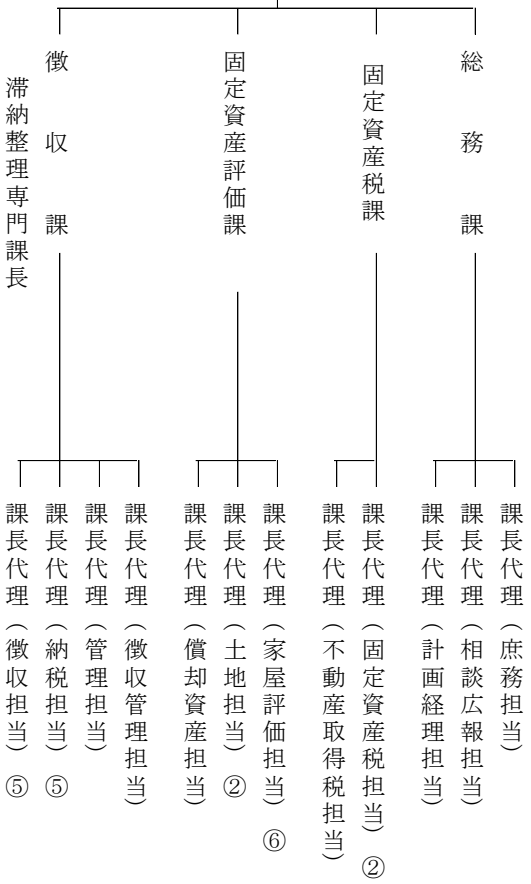 総務課
課長代理（庶務担当）
課長代理（相談広報担当）
課長代理（計画経理担当）
固定資産税課
課長代理（固定資産税担当）②
課長代理（不動産取得税担当）
固定資産評価課
課長代理（家屋評価担当）⑥
課長代理（土地担当）②
課長代理（償却資産担当）
徴収課
課長代理（徴収管理担当）
課長代理（管理担当）
課長代理（納税担当）⑤
課長代理（徴収担当）⑤
滞納整理専門課長